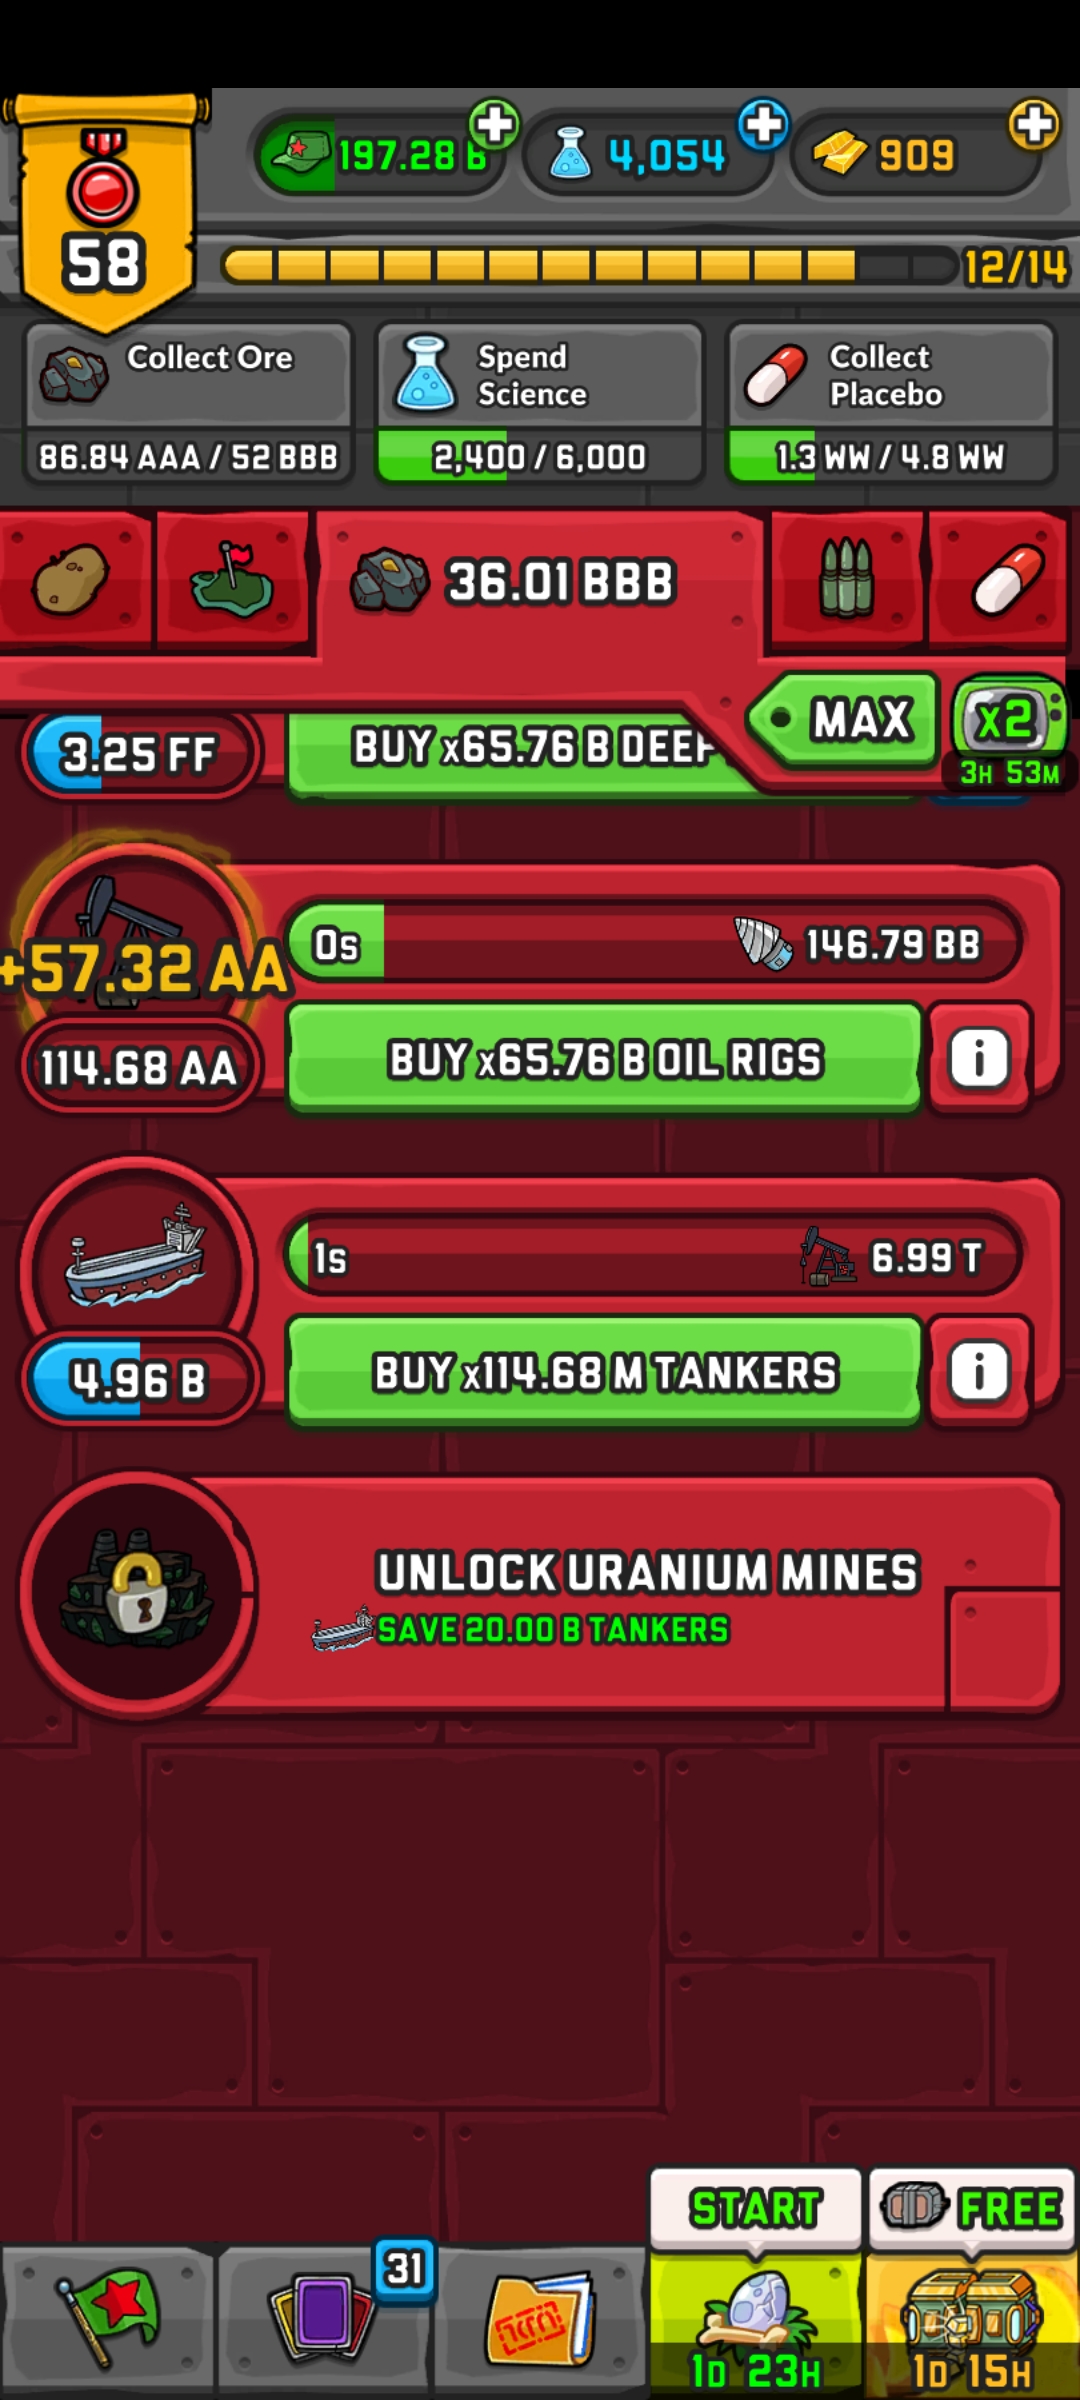 58
197.28 B
4,054
909
12/14
Collect Ore
86.84 AAA / 52 BBB
Spend
Science
2,400 / 6,000
Collect
Placebo
1.3 WW / 4.8 WW
36.01 BBB
MAX
x2
3H 53M
3.25 FF
BUY x65.76 B DEEP
+57.32 AA
0s
146.79 BB
114.68 AA
BUY x65.76 B OIL RIGS
i
1s
6.99 T
4.96 B
BUY x114.68 M TANKERS
i
UNLOCK URANIUM MINES
SAVE 20.00 B TANKERS
31
START
1D 23H
FREE
1D 15H